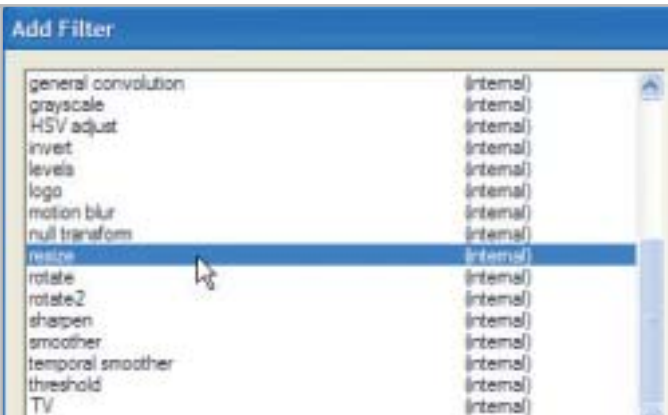 Add Filter
general convolution (internal)
grayscale (internal)
HSV adjust (internal)
invert (internal)
levels (internal)
logo (internal)
motion blur (internal)
null transform (internal)
resize (internal)
rotate (internal)
rotate2 (internal)
sharpen (internal)
smoother (internal)
temporal smoother (internal)
threshold (internal)
TV (internal)